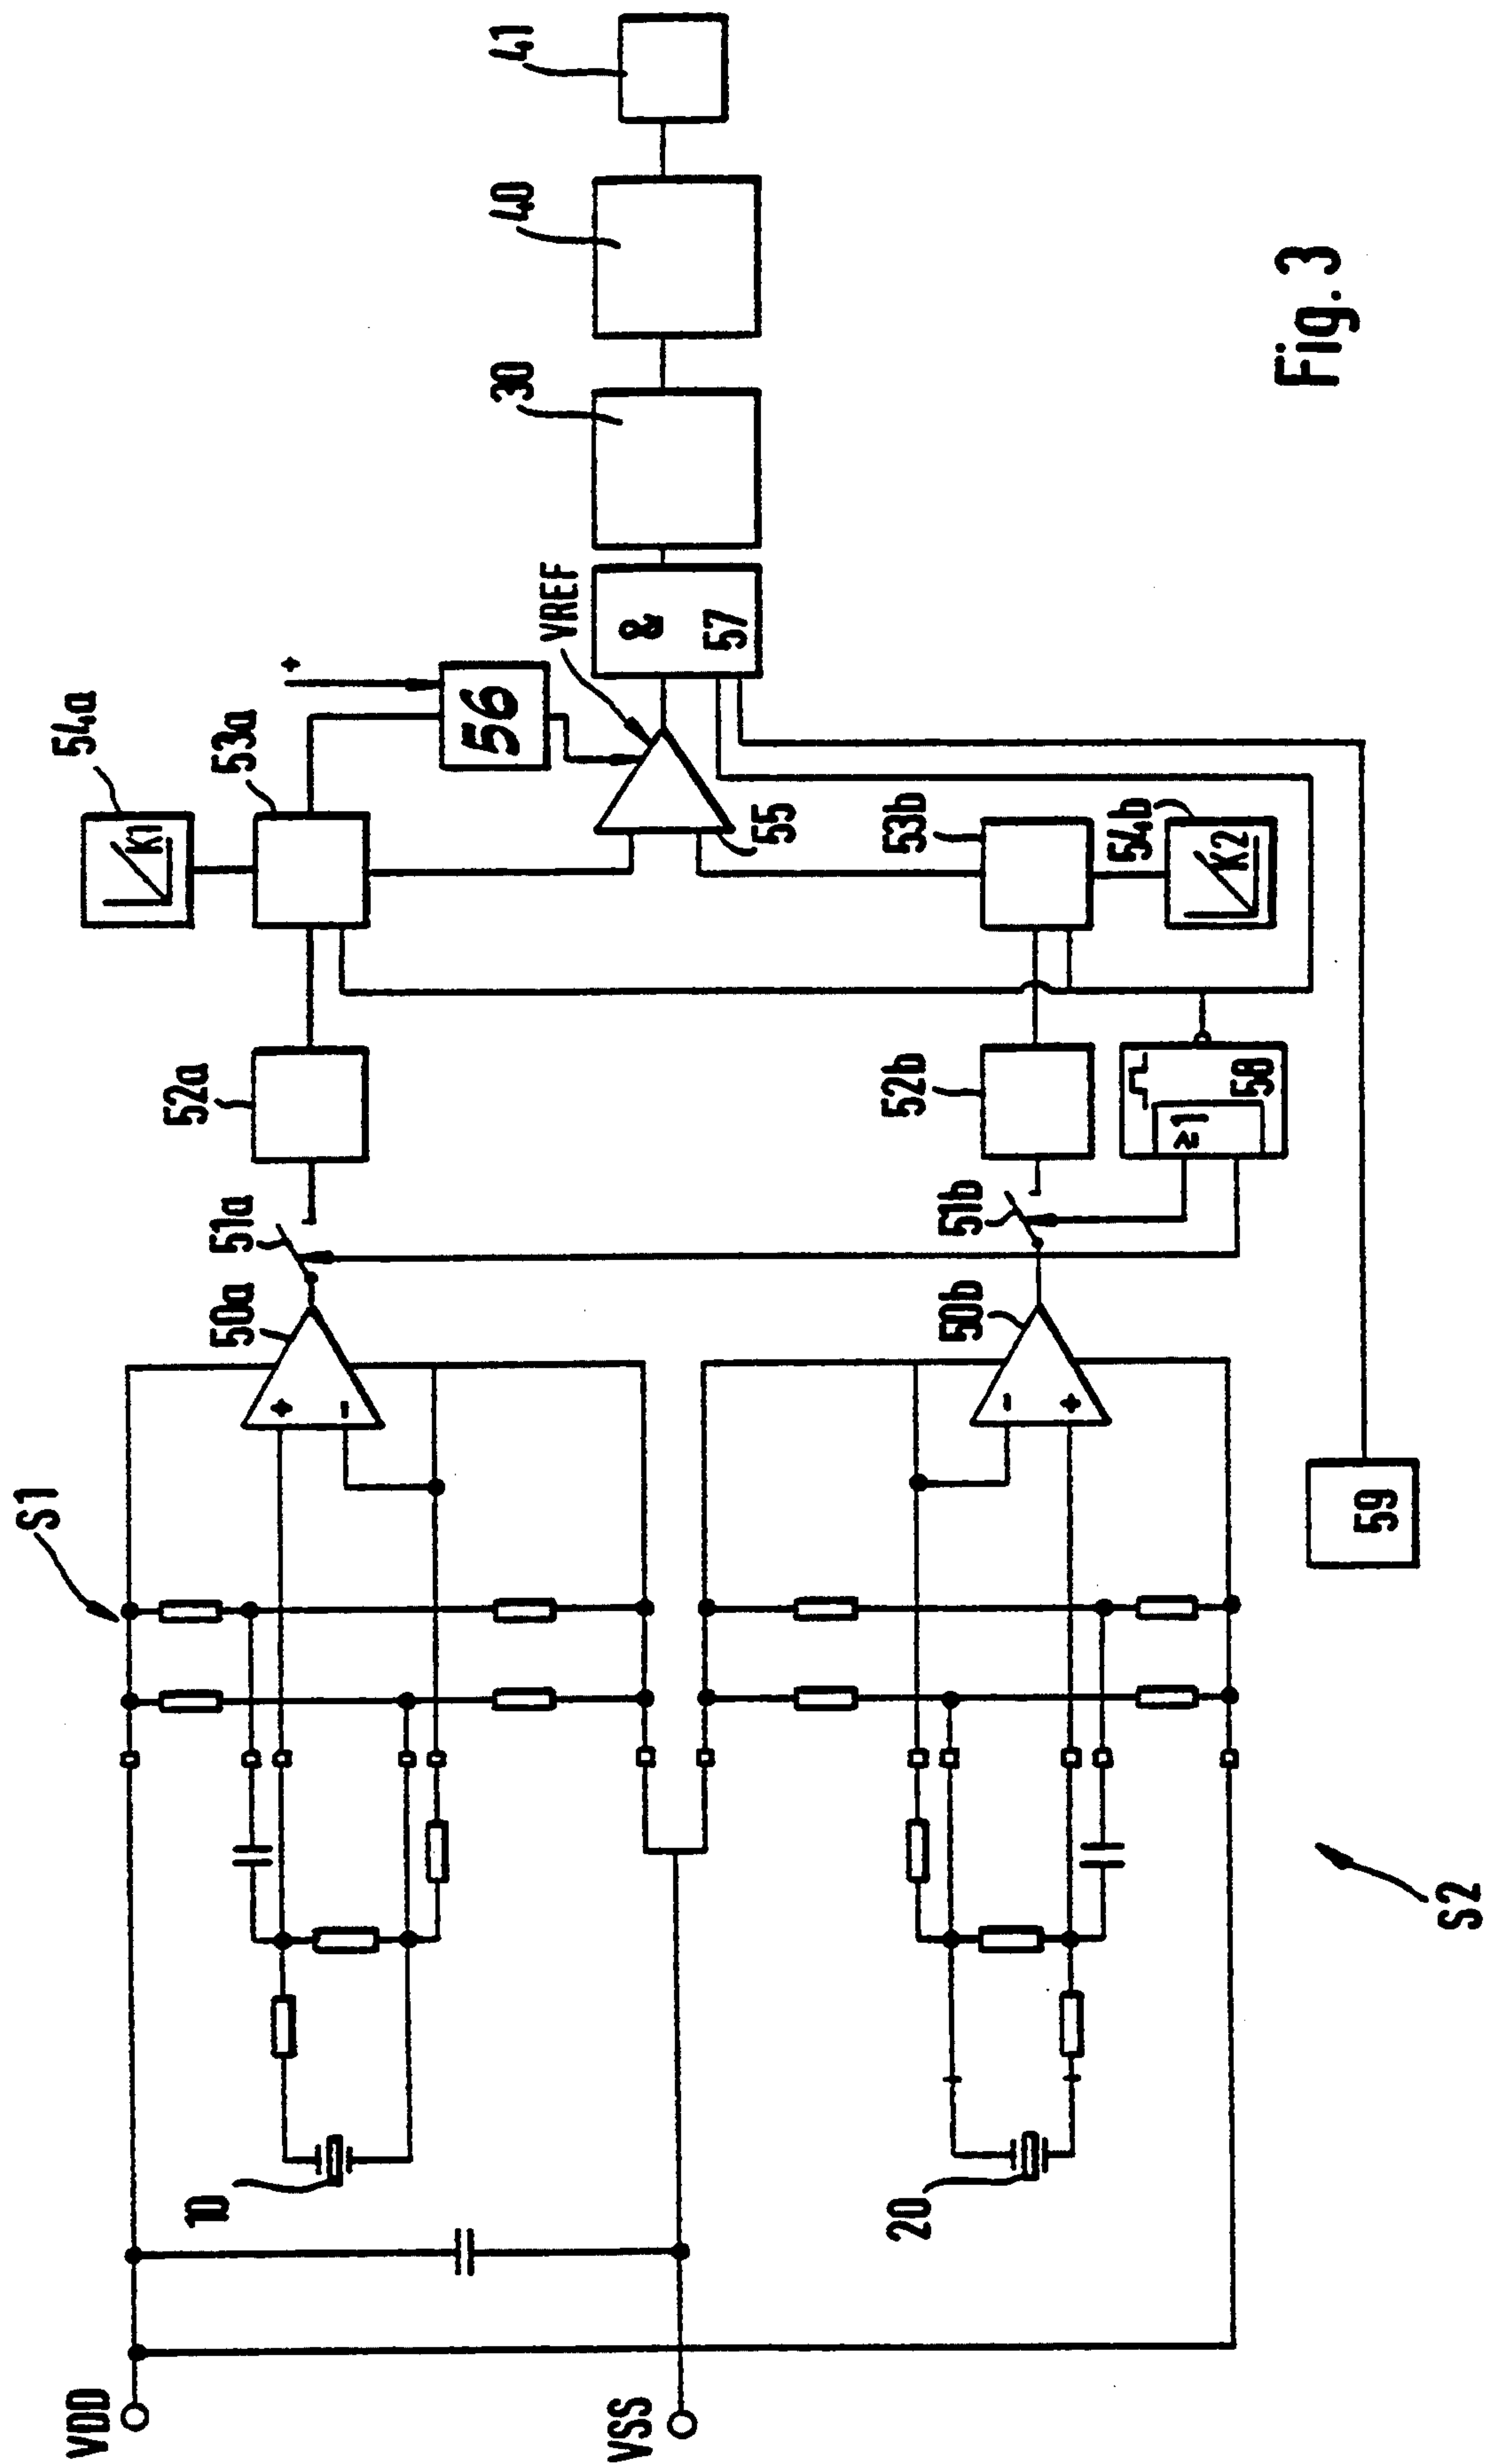 VDD
VSS
10
20
S1
S2
50a
50b
+
-
-
+
51a
51b
52a
52b
≥1
58
59
53a
53b
54a
K1
54b
K2
+
56
55
VREF
&
57
30
40
41
Fig. 3